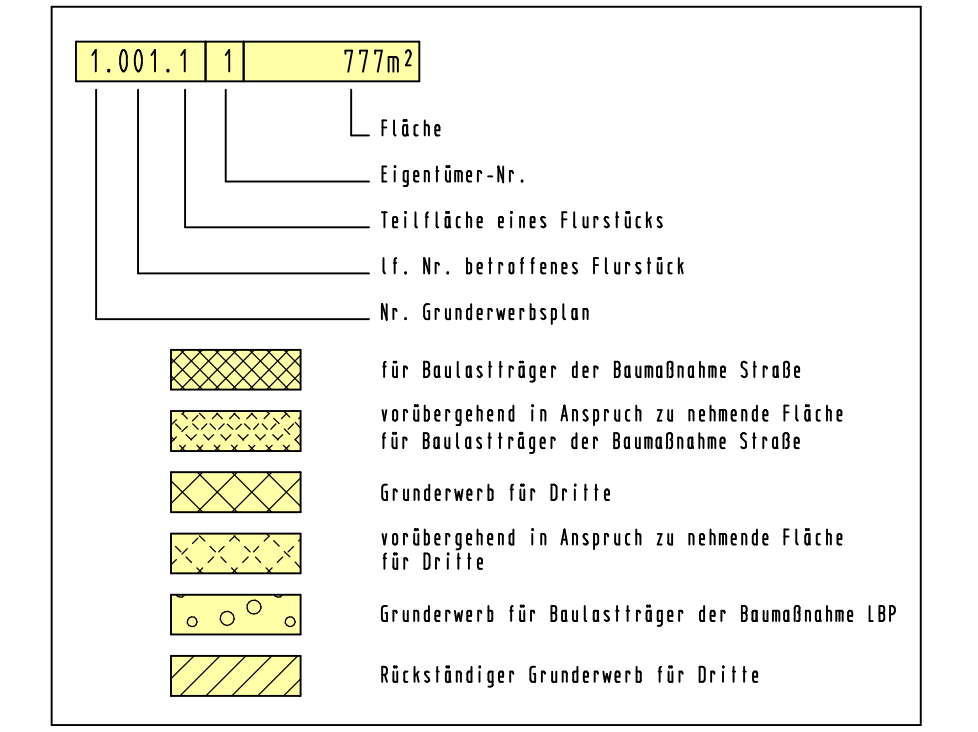 1.001.1 1 777m²
Fläche
Eigentümer-Nr.
Teilfläche eines Flurstücks
lf. Nr. betroffenes Flurstück
Nr. Grunderwerbsplan
für Baulastträger der Baumaßnahme Straße
vorübergehend in Anspruch zu nehmende Fläche
für Baulastträger der Baumaßnahme Straße
Grunderwerb für Dritte
vorübergehend in Anspruch zu nehmende Fläche
für Dritte
Grunderwerb für Baulastträger der Baumaßnahme LBP
Rückständiger Grunderwerb für Dritte